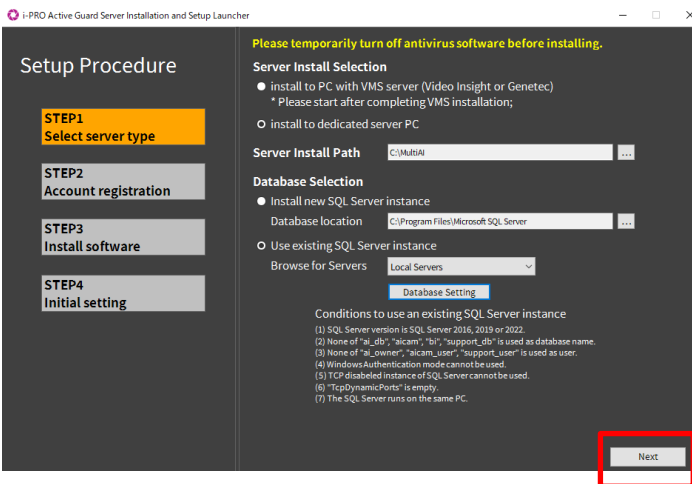 i-PRO Active Guard Server Installation and Setup Launcher
Please temporarily turn off antivirus software before installing.
Setup Procedure
STEP1
Select server type
STEP2
Account registration
STEP3
Install software
STEP4
Initial setting
Server Install Selection
install to PC with VMS server (Video Insight or Genetec)
* Please start after completing VMS installation;
install to dedicated server PC
Server Install Path
C:\MultiAI
...
Database Selection
Install new SQL Server instance
Database location
C:\Program Files\Microsoft SQL Server
...
Use existing SQL Server instance
Browse for Servers
Local Servers
Database Setting
Conditions to use an existing SQL Server instance
(1) SQL Server version is SQL Server 2016, 2019 or 2022.
(2) None of "ai_db", "aicam", "bi", "support_db" is used as database name.
(3) None of "ai_owner", "aicam_user", "support_user" is used as user.
(4) Windows Authentication mode cannot be used.
(5) TCP disabeled instance of SQL Server cannot be used.
(6) "TcpDynamicPorts" is empty.
(7) The SQL Server runs on the same PC.
Next